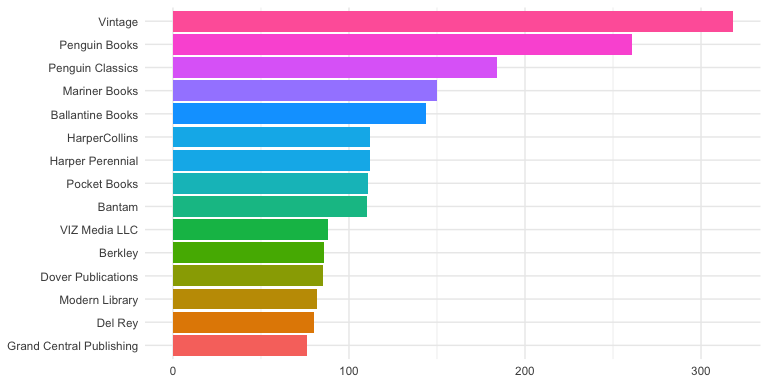 Vintage
Penguin Books
Penguin Classics
Mariner Books
Ballantine Books
HarperCollins
Harper Perennial
Pocket Books
Bantam
VIZ Media LLC
Berkley
Dover Publications
Modern Library
Del Rey
Grand Central Publishing
0 100 200 300